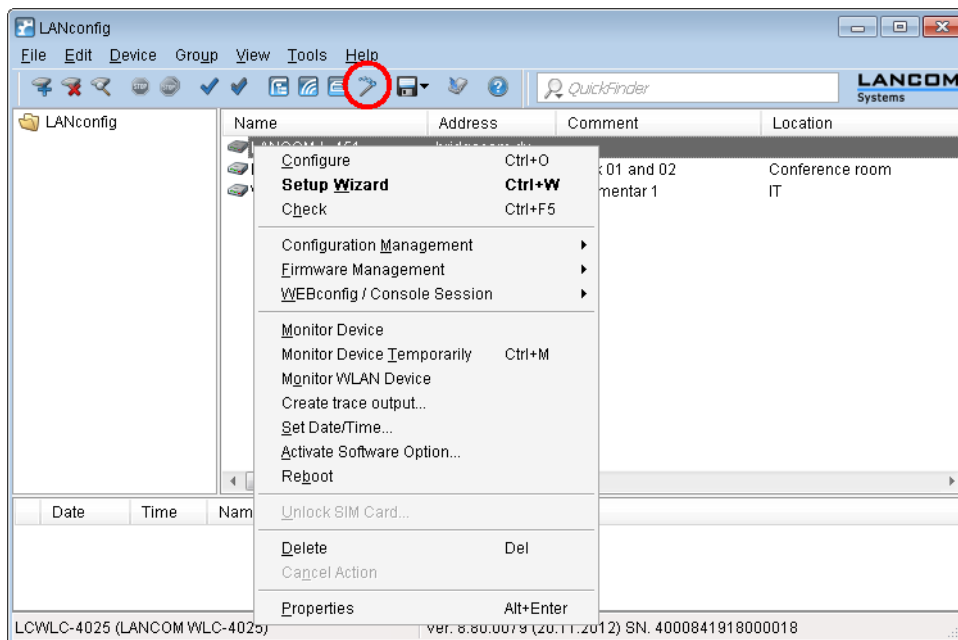 LANconfig
File Edit Device Group View Tools Help
QuickFinder
LANCOM
Systems
LANconfig
Name Address Comment Location
01 and 02 Conference room
mentar 1 IT
Configure Ctrl+O
Setup Wizard Ctrl+W
Check Ctrl+F5
Configuration Management
Firmware Management
WEBconfig / Console Session
Monitor Device
Monitor Device Temporarily Ctrl+M
Monitor WLAN Device
Create trace output...
Set Date/Time...
Activate Software Option...
Reboot
Unlock SIM Card...
Delete Del
Cancel Action
Properties Alt+Enter
Date Time Nam
LCWLC-4025 (LANCOM WLC-4025) Ver. 8.80.0079 (20.11.2012) SN. 4000841918000018